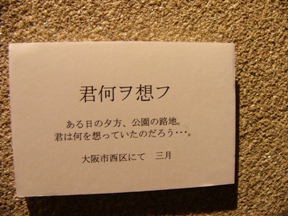 君何ヲ想フ
ある日の夕方、公園の路地。
君は何を想っていたのだろう・・・。
大阪市西区にて　三月